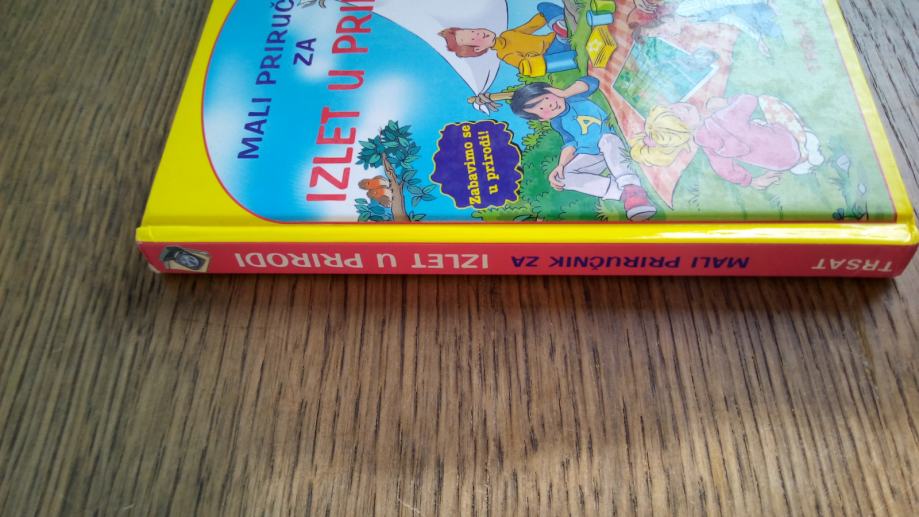 MALI PRIRUČ
ZA
IZLET U PRI
Zabavimo se
u prirodi!
TRSAT MALI PRIRUČNIK ZA IZLET U PRIRODI